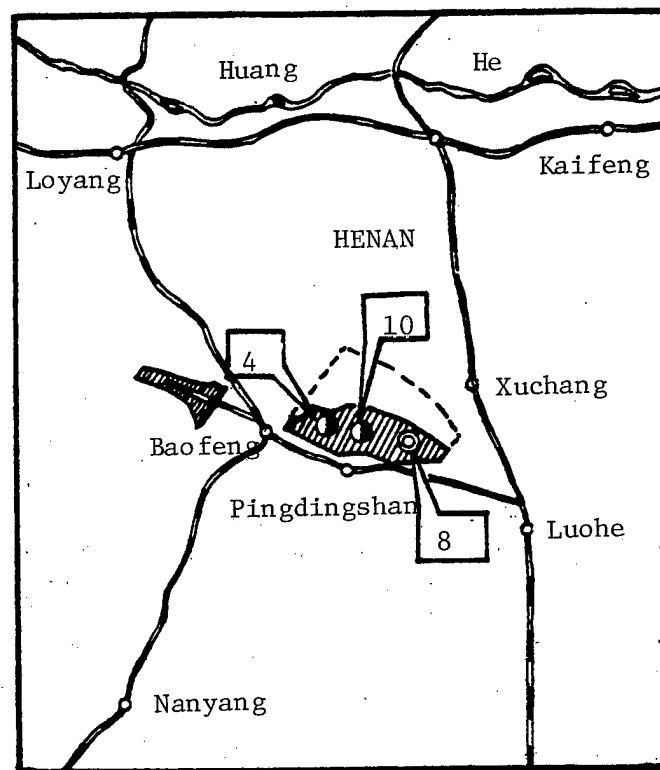 Huang
He
Loyang
Kaifeng
HENAN
10
4
Xuchang
Baofeng
Pingdingshan
8
Luohe
Nanyang